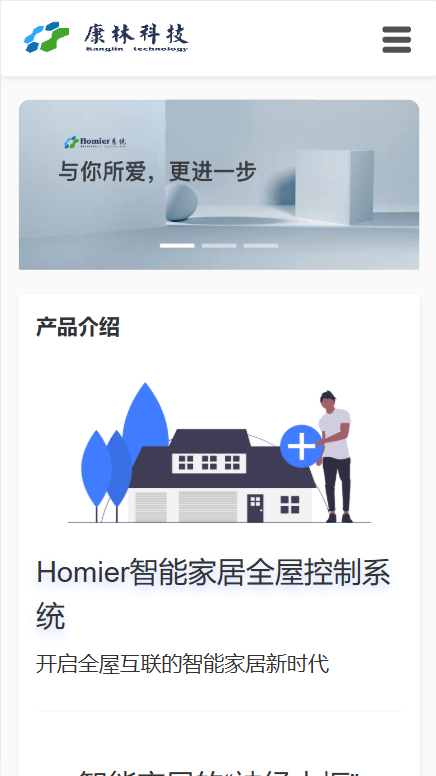 康林科技
Kanglin technology
Homier系统
与你所爱，更进一步
产品介绍
Homier智能家居全屋控制系
统
开启全屋互联的智能家居新时代